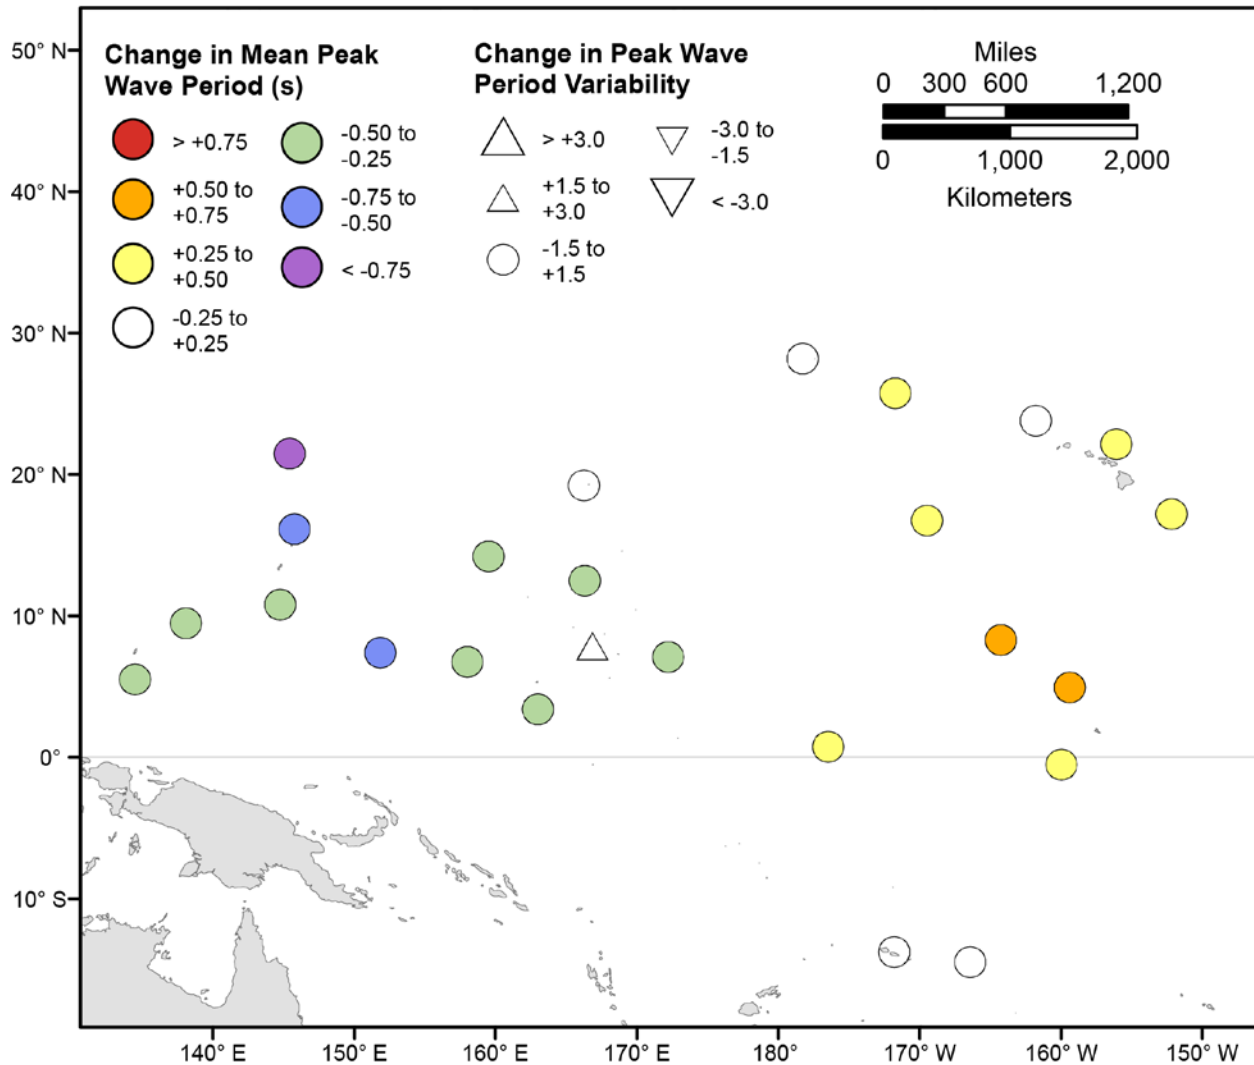 Change in Mean Peak
Wave Period (s)
> +0.75
+0.50 to
+0.75
+0.25 to
+0.50
-0.25 to
+0.25
-0.50 to
-0.25
-0.75 to
-0.50
< -0.75
Change in Peak Wave
Period Variability
> +3.0
+1.5 to
+3.0
-1.5 to
+1.5
-3.0 to
-1.5
< -3.0
Miles
0 300 600 1,200
0 1,000 2,000
Kilometers
50° N
40° N
30° N
20° N
10° N
0°
10° S
140° E 150° E 160° E 170° E 180° 170° W 160° W 150° W